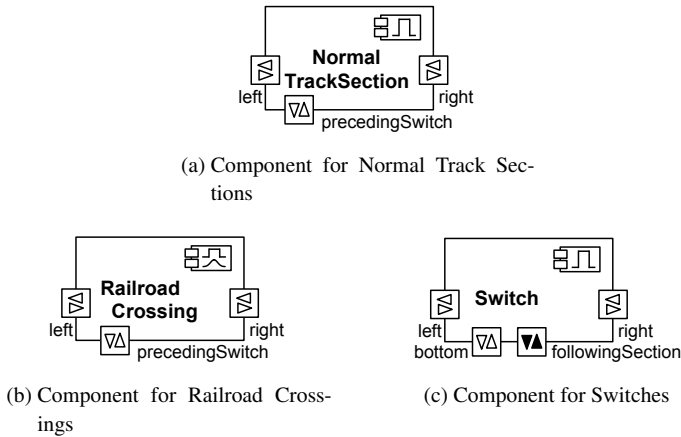 Normal
TrackSection
left
right
precedingSwitch
(a) Component for Normal Track Sec-
tions
Railroad
Crossing
left
right
precedingSwitch
(b) Component for Railroad Cross-
ings
Switch
left
right
bottom
followingSection
(c) Component for Switches